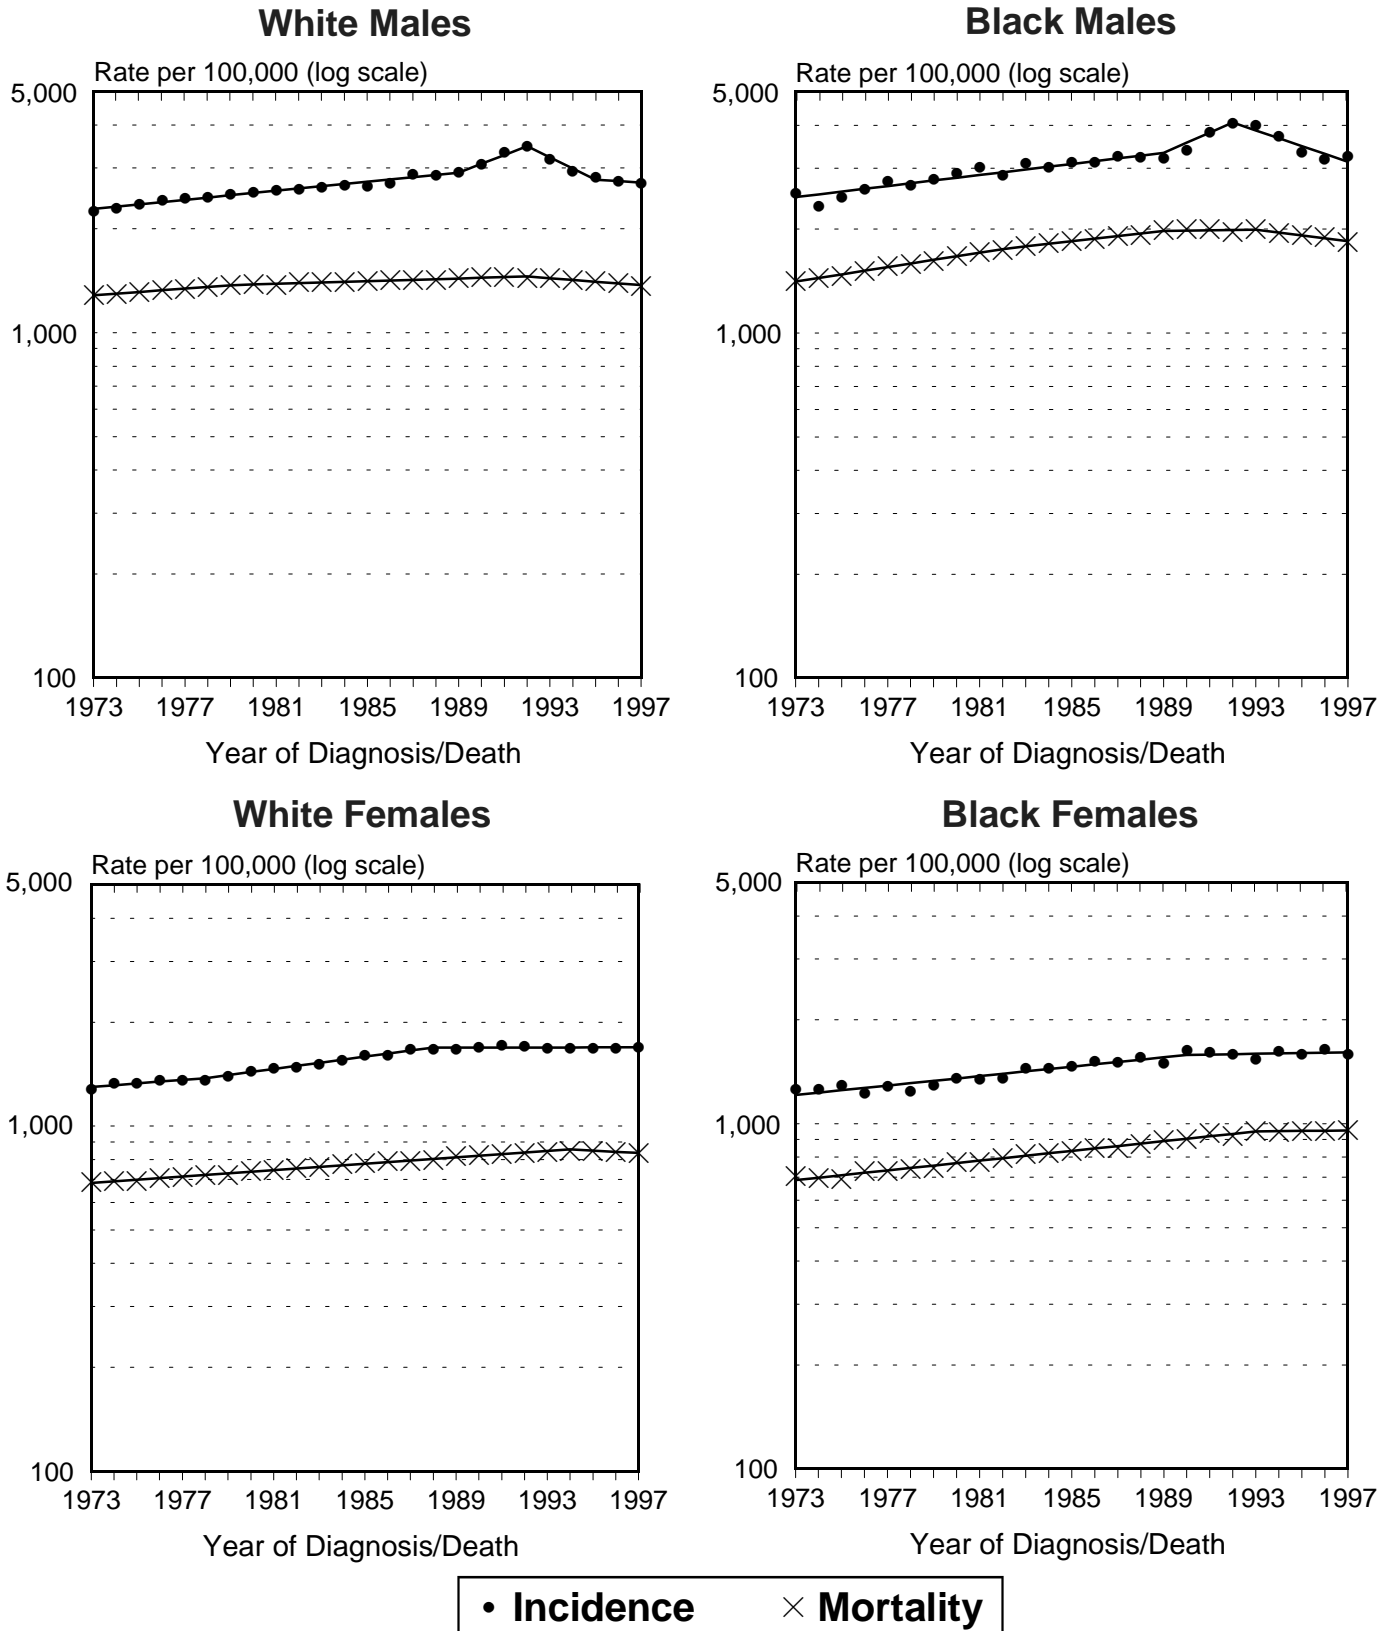 White Males
Rate per 100,000 (log scale)
5,000
1,000
100
1973 1977 1981 1985 1989 1993 1997
Year of Diagnosis/Death
Black Males
Rate per 100,000 (log scale)
5,000
1,000
100
1973 1977 1981 1985 1989 1993 1997
Year of Diagnosis/Death
White Females
Rate per 100,000 (log scale)
5,000
1,000
100
1973 1977 1981 1985 1989 1993 1997
Year of Diagnosis/Death
Black Females
Rate per 100,000 (log scale)
5,000
1,000
100
1973 1977 1981 1985 1989 1993 1997
Year of Diagnosis/Death
Incidence Mortality